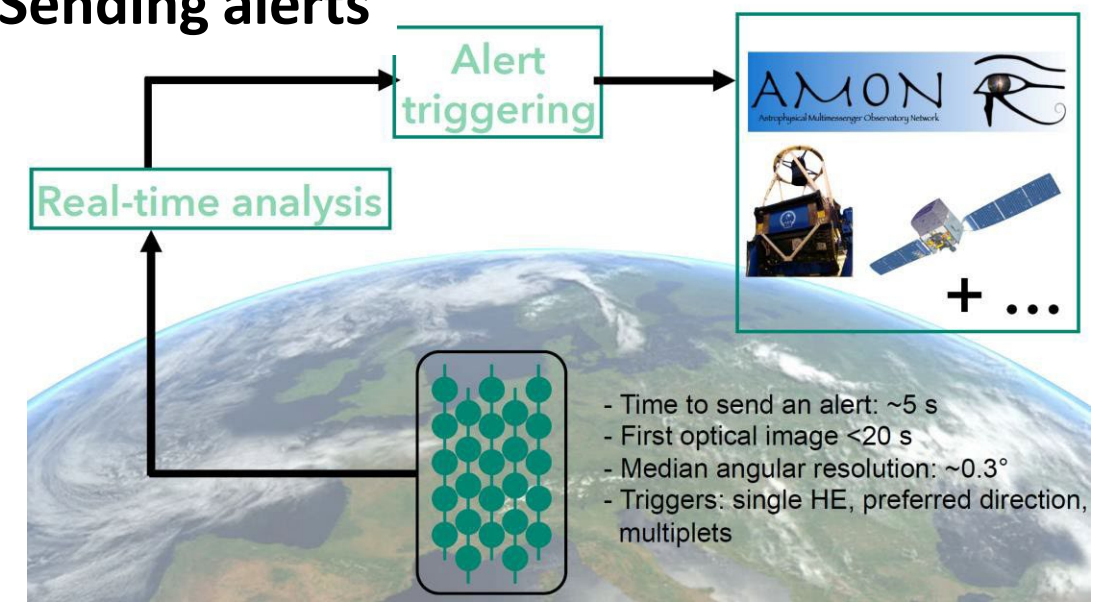 Sending alerts
Alert
triggering
AMON
Astrophysical Multimessenger Observatory Network
Real-time analysis
+ ...
- Time to send an alert: ~5 s
- First optical image <20 s
- Median angular resolution: ~0.3°
- Triggers: single HE, preferred direction,
multiplets